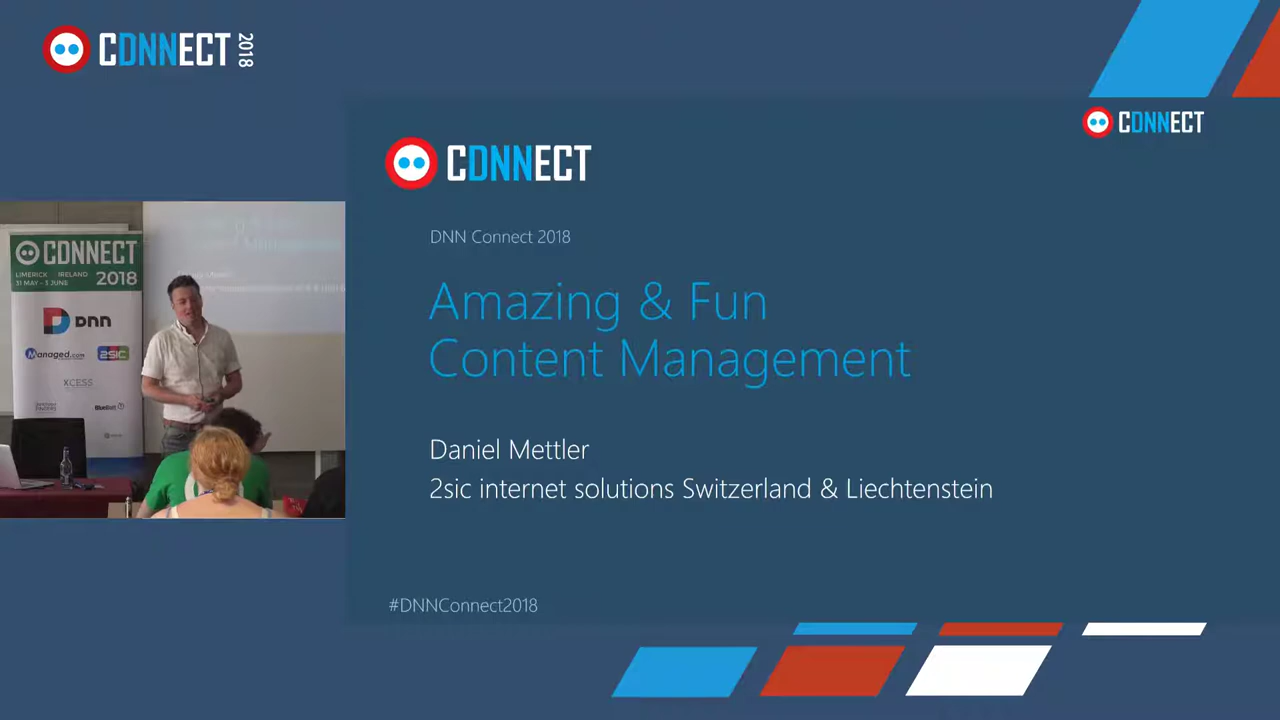 CDNNECT 2018
CDNNECT
CDNNECT
DNN Connect 2018
Amazing & Fun
Content Management
Daniel Mettler
2sic internet solutions Switzerland & Liechtenstein
#DNNConnect2018
CONNECT
LIMERICK IRELAND
31 MAY - 3 JUNE 2018
DNN
Managed.com 2SIC
XCESS